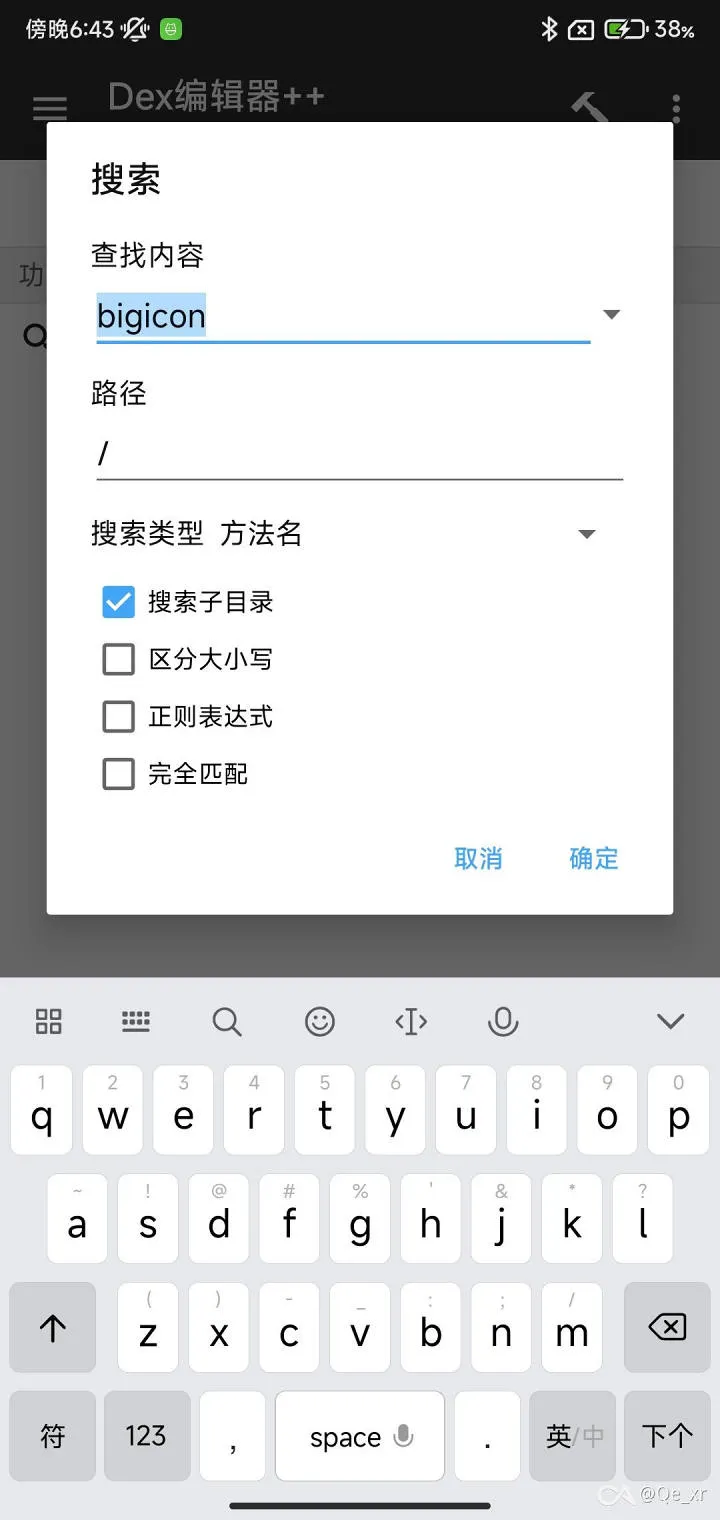 傍晚6:43 38%
Dex编辑器++
搜索
功
查找内容
bigicon
路径
/
搜索类型 方法名
搜索子目录
区分大小写
正则表达式
完全匹配
取消 确定
1 2 3 4 5 6 7 8 9 0
q w e r t y u i o p
~ ! @ # % ' & * ?
a s d f g h j k l
( ) - _ : ; /
z x c v b n m
符 123 , space . 英/中 下个
@Qe_xr